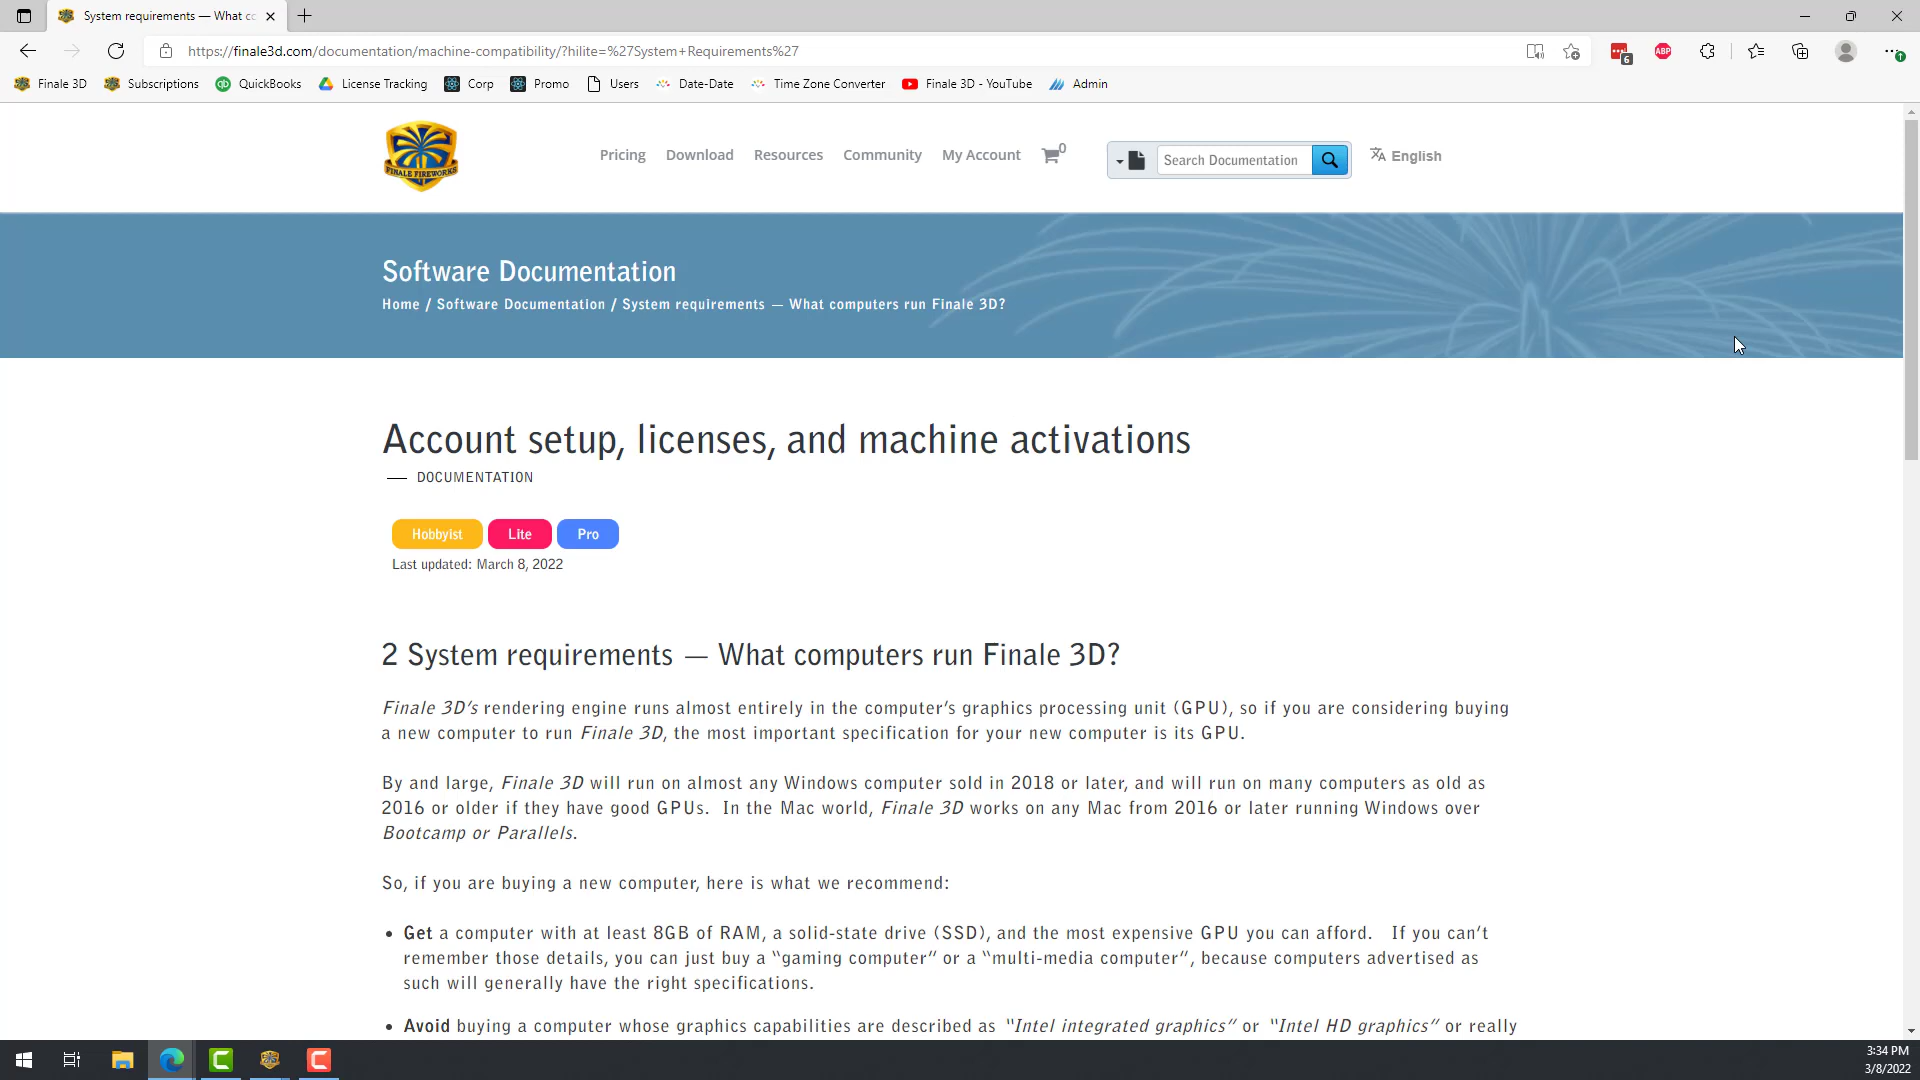 System requirements — What cc
https://finale3d.com/documentation/machine-compatibility/?hilite=%27System+Requirements%27
6
ABP
Finale 3D
Subscriptions
qb
QuickBooks
License Tracking
Corp
Promo
Users
Date-Date
Time Zone Converter
Finale 3D - YouTube
Admin
FINALE FIREWORKS
Pricing
Download
Resources
Community
My Account
0
Search Documentation
English
Software Documentation
Home / Software Documentation / System requirements — What computers run Finale 3D?
Account setup, licenses, and machine activations
DOCUMENTATION
Hobbyist
Lite
Pro
Last updated: March 8, 2022
2 System requirements — What computers run Finale 3D?
Finale 3D’s rendering engine runs almost entirely in the computer’s graphics processing unit (GPU), so if you are considering buying
a new computer to run Finale 3D, the most important specification for your new computer is its GPU.
By and large, Finale 3D will run on almost any Windows computer sold in 2018 or later, and will run on many computers as old as
2016 or older if they have good GPUs.  In the Mac world, Finale 3D works on any Mac from 2016 or later running Windows over
Bootcamp or Parallels.
So, if you are buying a new computer, here is what we recommend:
• Get a computer with at least 8GB of RAM, a solid-state drive (SSD), and the most expensive GPU you can afford.  If you can’t
remember those details, you can just buy a “gaming computer” or a “multi-media computer”, because computers advertised as
such will generally have the right specifications.
• Avoid buying a computer whose graphics capabilities are described as “Intel integrated graphics” or “Intel HD graphics” or really
3:34 PM
3/8/2022